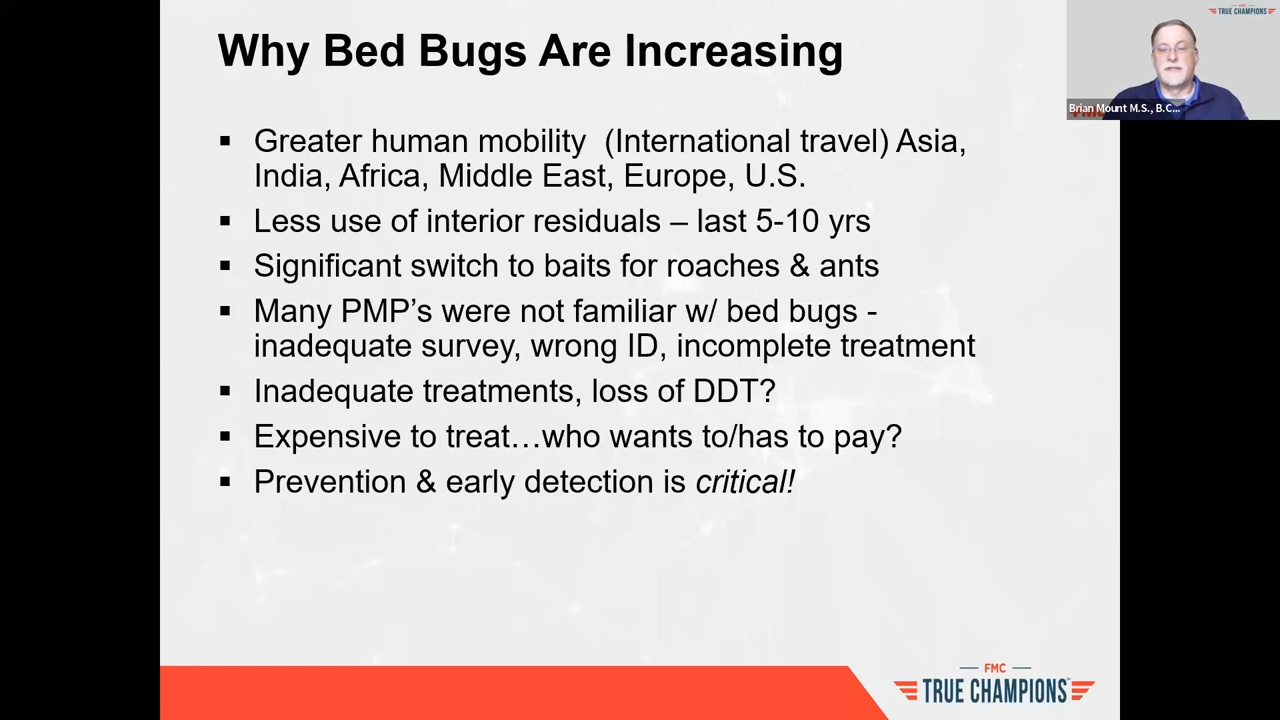 Why Bed Bugs Are Increasing
▪ Greater human mobility (International travel) Asia,
India, Africa, Middle East, Europe, U.S.
▪ Less use of interior residuals – last 5-10 yrs
▪ Significant switch to baits for roaches & ants
▪ Many PMP's were not familiar w/ bed bugs -
inadequate survey, wrong ID, incomplete treatment
▪ Inadequate treatments, loss of DDT?
▪ Expensive to treat…who wants to/has to pay?
▪ Prevention & early detection is critical!
FMC
TRUE CHAMPIONS
Brian Mount M.S., B.C...
FMC
TRUE CHAMPIONS™